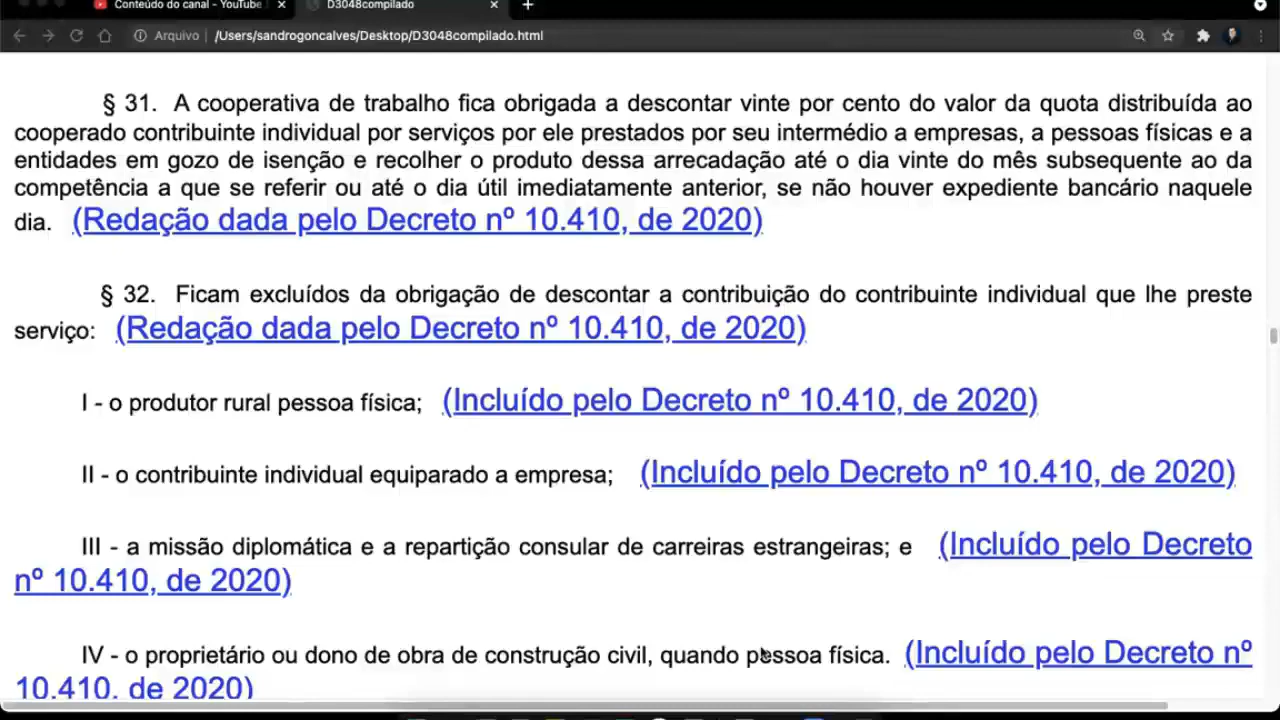 Conteúdo do canal - YouTube
D3048compilado
Arquivo | /Users/sandrogoncalves/Desktop/D3048compilado.html
§ 31. A cooperativa de trabalho fica obrigada a descontar vinte por cento do valor da quota distribuída ao
cooperado contribuinte individual por serviços por ele prestados por seu intermédio a empresas, a pessoas físicas e a
entidades em gozo de isenção e recolher o produto dessa arrecadação até o dia vinte do mês subsequente ao da
competência a que se referir ou até o dia útil imediatamente anterior, se não houver expediente bancário naquele
dia. (Redação dada pelo Decreto nº 10.410, de 2020)
§ 32. Ficam excluídos da obrigação de descontar a contribuição do contribuinte individual que lhe preste
serviço: (Redação dada pelo Decreto nº 10.410, de 2020)
I - o produtor rural pessoa física; (Incluído pelo Decreto nº 10.410, de 2020)
II - o contribuinte individual equiparado a empresa; (Incluído pelo Decreto nº 10.410, de 2020)
III - a missão diplomática e a repartição consular de carreiras estrangeiras; e (Incluído pelo Decreto
nº 10.410, de 2020)
IV - o proprietário ou dono de obra de construção civil, quando pessoa física. (Incluído pelo Decreto nº
10.410, de 2020)